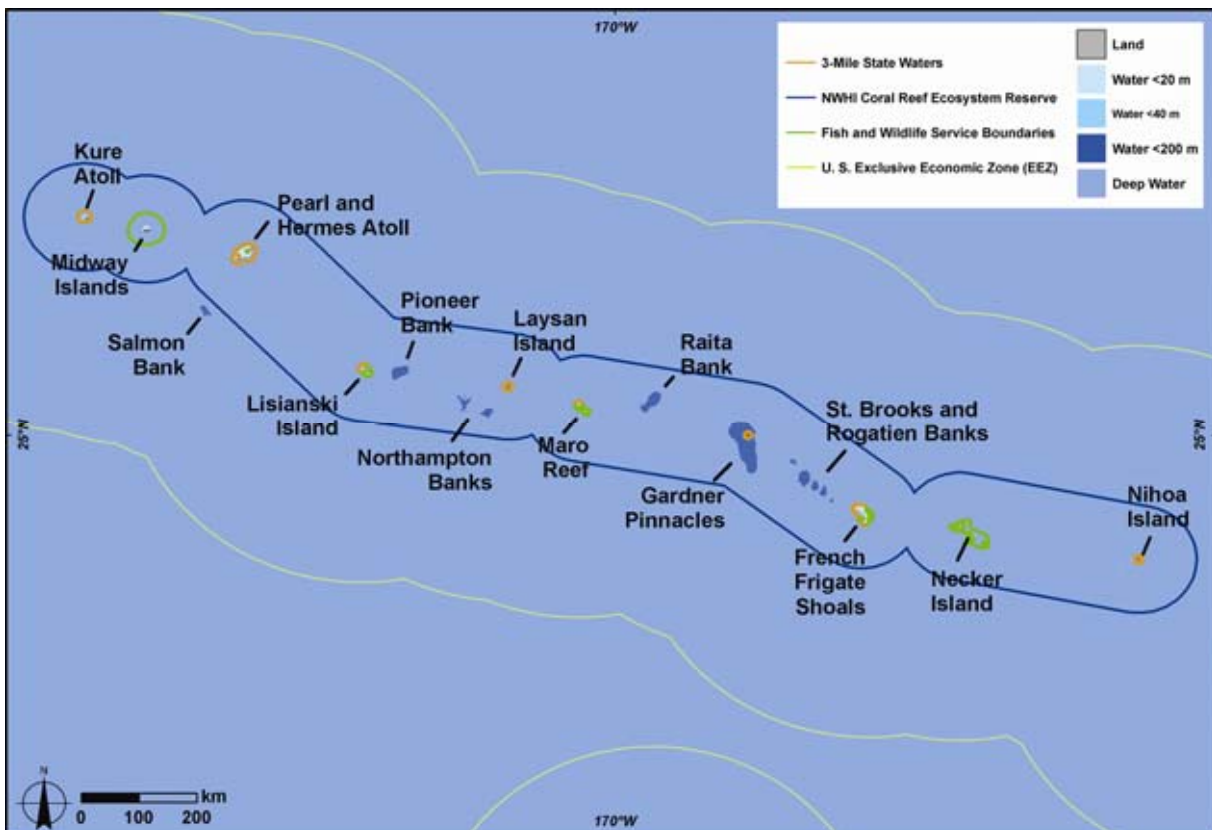 170°W
3-Mile State Waters
NWHI Coral Reef Ecosystem Reserve
Fish and Wildlife Service Boundaries
U. S. Exclusive Economic Zone (EEZ)
Land
Water <20 m
Water <40 m
Water <200 m
Deep Water
Kure
Atoll
Pearl and
Hermes Atoll
Midway
Islands
Salmon
Bank
Pioneer
Bank
Laysan
Island
Raita
Bank
Lisianski
Island
Northampton
Banks
Maro
Reef
St. Brooks and
Rogatien Banks
Gardner
Pinnacles
French
Frigate
Shoals
Necker
Island
Nihoa
Island
25°N
25°N
N
km
0 100 200
170°W